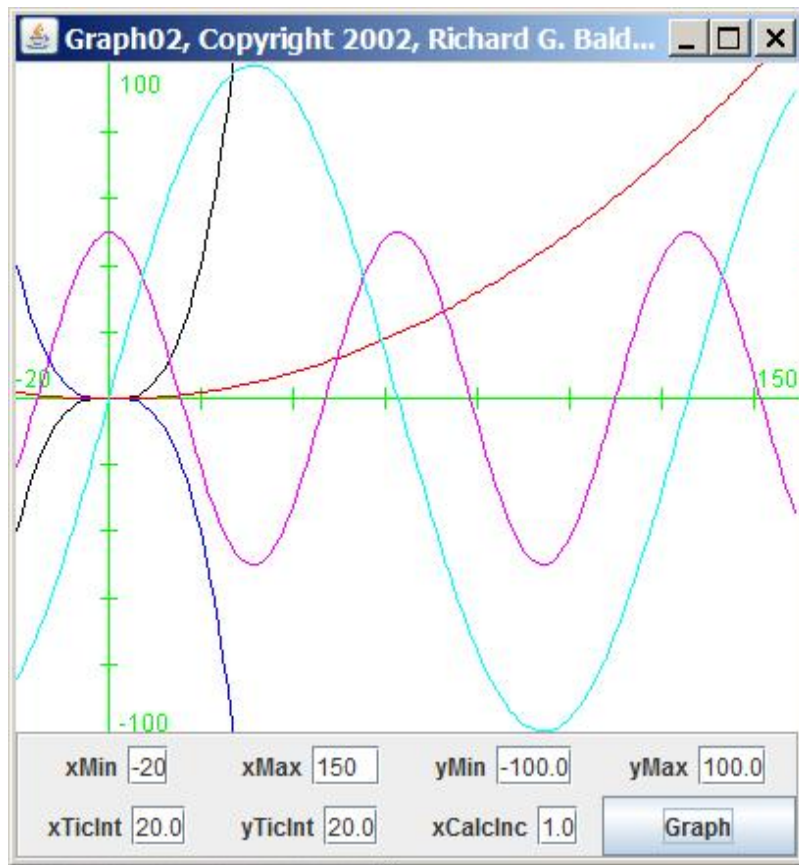 Graph02, Copyright 2002, Richard G. Bald...
100
-20
150
-100
xMin -20 xMax 150 yMin -100.0 yMax 100.0
xTicInt 20.0 yTicInt 20.0 xCalcInc 1.0 Graph